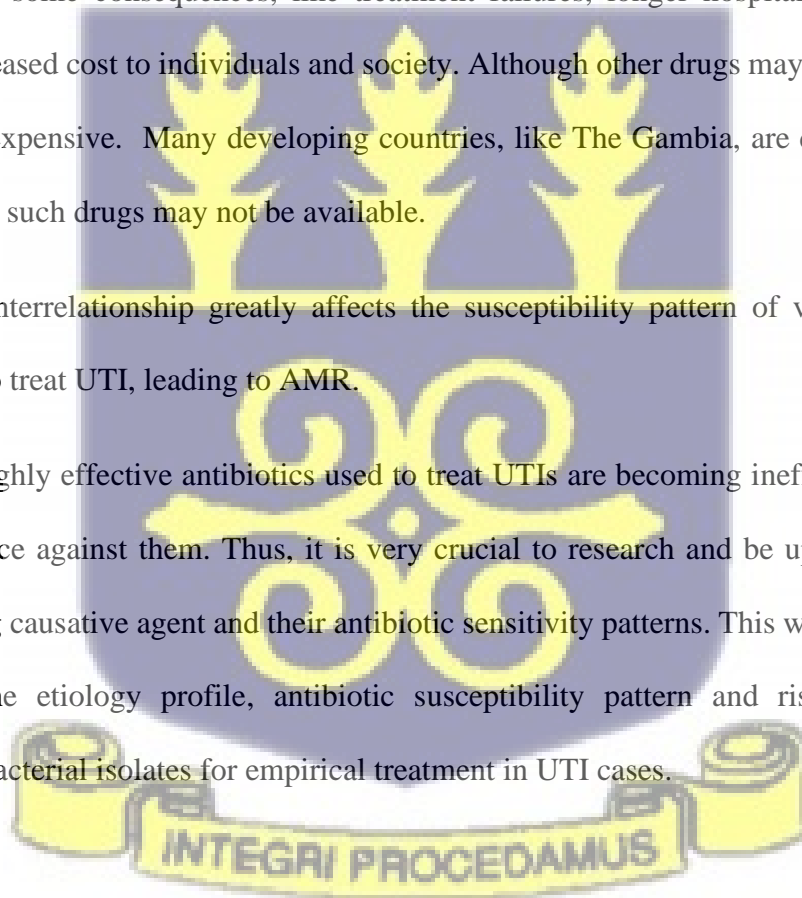 some consequences, like treatment failures, longer hospital
eased cost to individuals and society. Although other drugs may
xpensive. Many developing countries, like The Gambia, are
such drugs may not be available.
nterrelationship greatly affects the susceptibility pattern of v
treat UTI, leading to AMR.
ghly effective antibiotics used to treat UTIs are becoming inef
ce against them. Thus, it is very crucial to research and be u
causative agent and their antibiotic sensitivity patterns. This w
e etiology profile, antibiotic susceptibility pattern and ris
acterial isolates for empirical treatment in UTI cases.
INTEGRI PROCEDAMUS